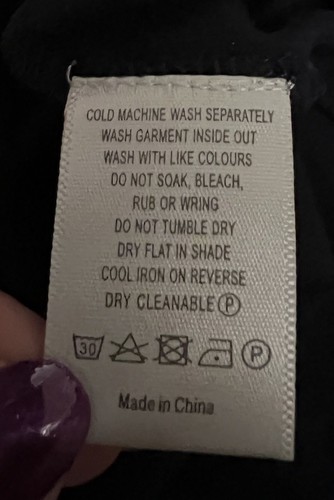 COLD MACHINE WASH SEPARATELY
WASH GARMENT INSIDE OUT
WASH WITH LIKE COLOURS
DO NOT SOAK, BLEACH,
RUB OR WRING
DO NOT TUMBLE DRY
DRY FLAT IN SHADE
COOL IRON ON REVERSE
DRY CLEANABLE Ⓟ
30 P
Made in China